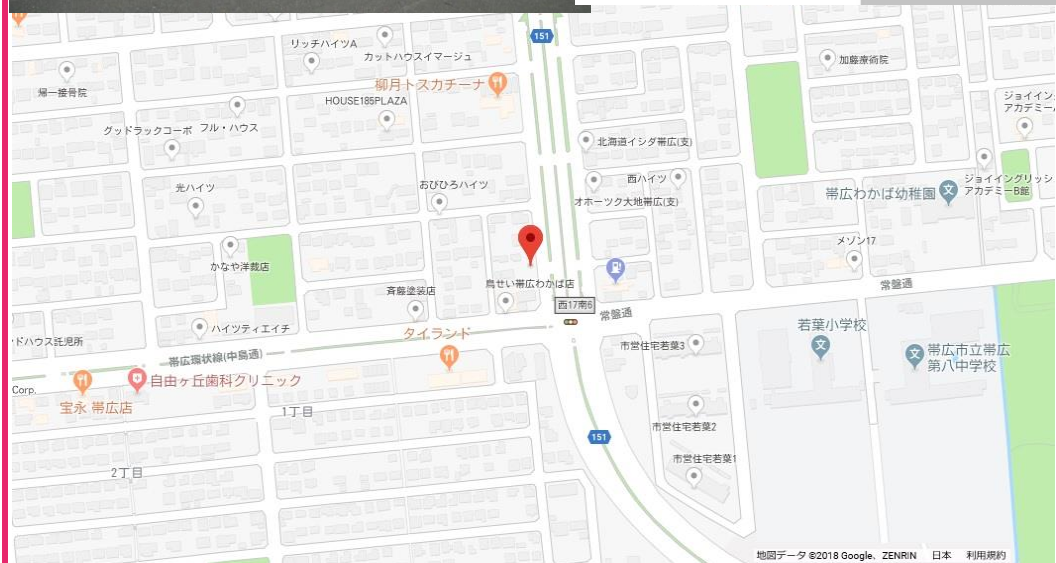 151
リッチハイツA
カットハウスイマージュ
加藤療術院
帰一接骨院
柳月トスカチーナ
HOUSE185PLAZA
ジョイイン
アカデミー
グッドラックコーポ
フル・ハウス
北海道イシダ帯広(支)
光ハイツ
おびひろハイツ
西ハイツ
オホーツク大地帯広(支)
帯広わかば幼稚園
ジョイイングリッシ
アカデミーB館
メゾン17
かなや洋裁店
鳥せい帯広わかば店
斉藤塗装店
西17南6
常盤通
常盤通
ハイツティエイチ
ドハウス託児所
帯広環状線(中島通)
タイランド
市営住宅若葉3
若葉小学校
帯広市立帯広
第八中学校
Corp.
自由ヶ丘歯科クリニック
宝永 帯広店
1丁目
市営住宅若葉2
151
2丁目
市営住宅若葉1
地図データ ©2018 Google、ZENRIN 日本 利用規約